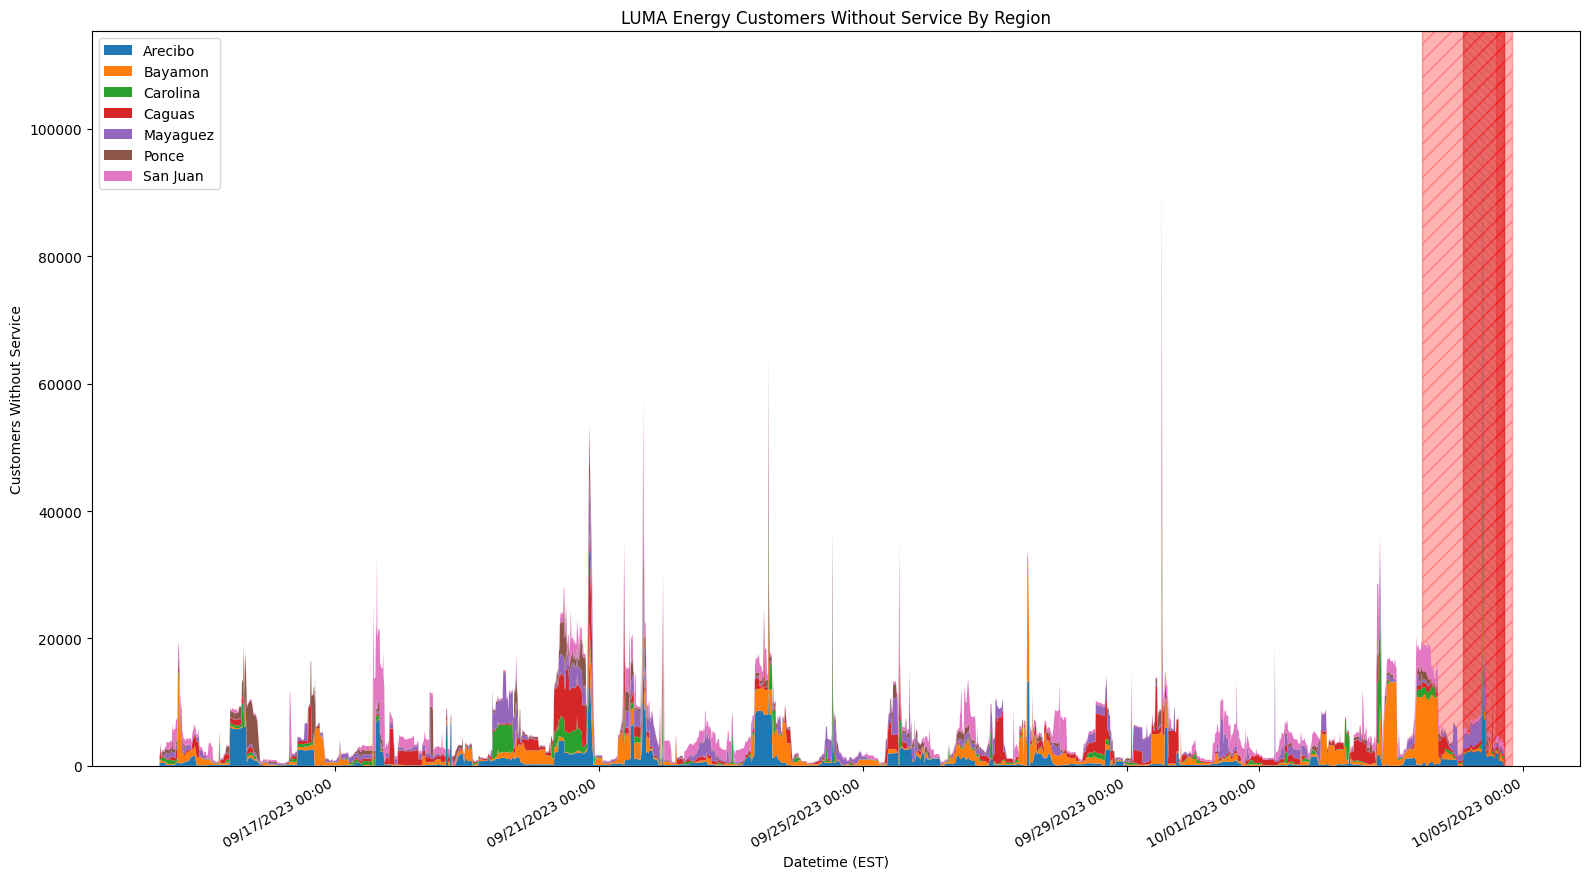 LUMA Energy Customers Without Service By Region
Arecibo
Bayamon
Carolina
Caguas
Mayaguez
Ponce
San Juan
Customers Without Service
100000
80000
60000
40000
20000
0
09/17/2023 00:00
09/21/2023 00:00
09/25/2023 00:00
09/29/2023 00:00
10/01/2023 00:00
10/05/2023 00:00
Datetime (EST)